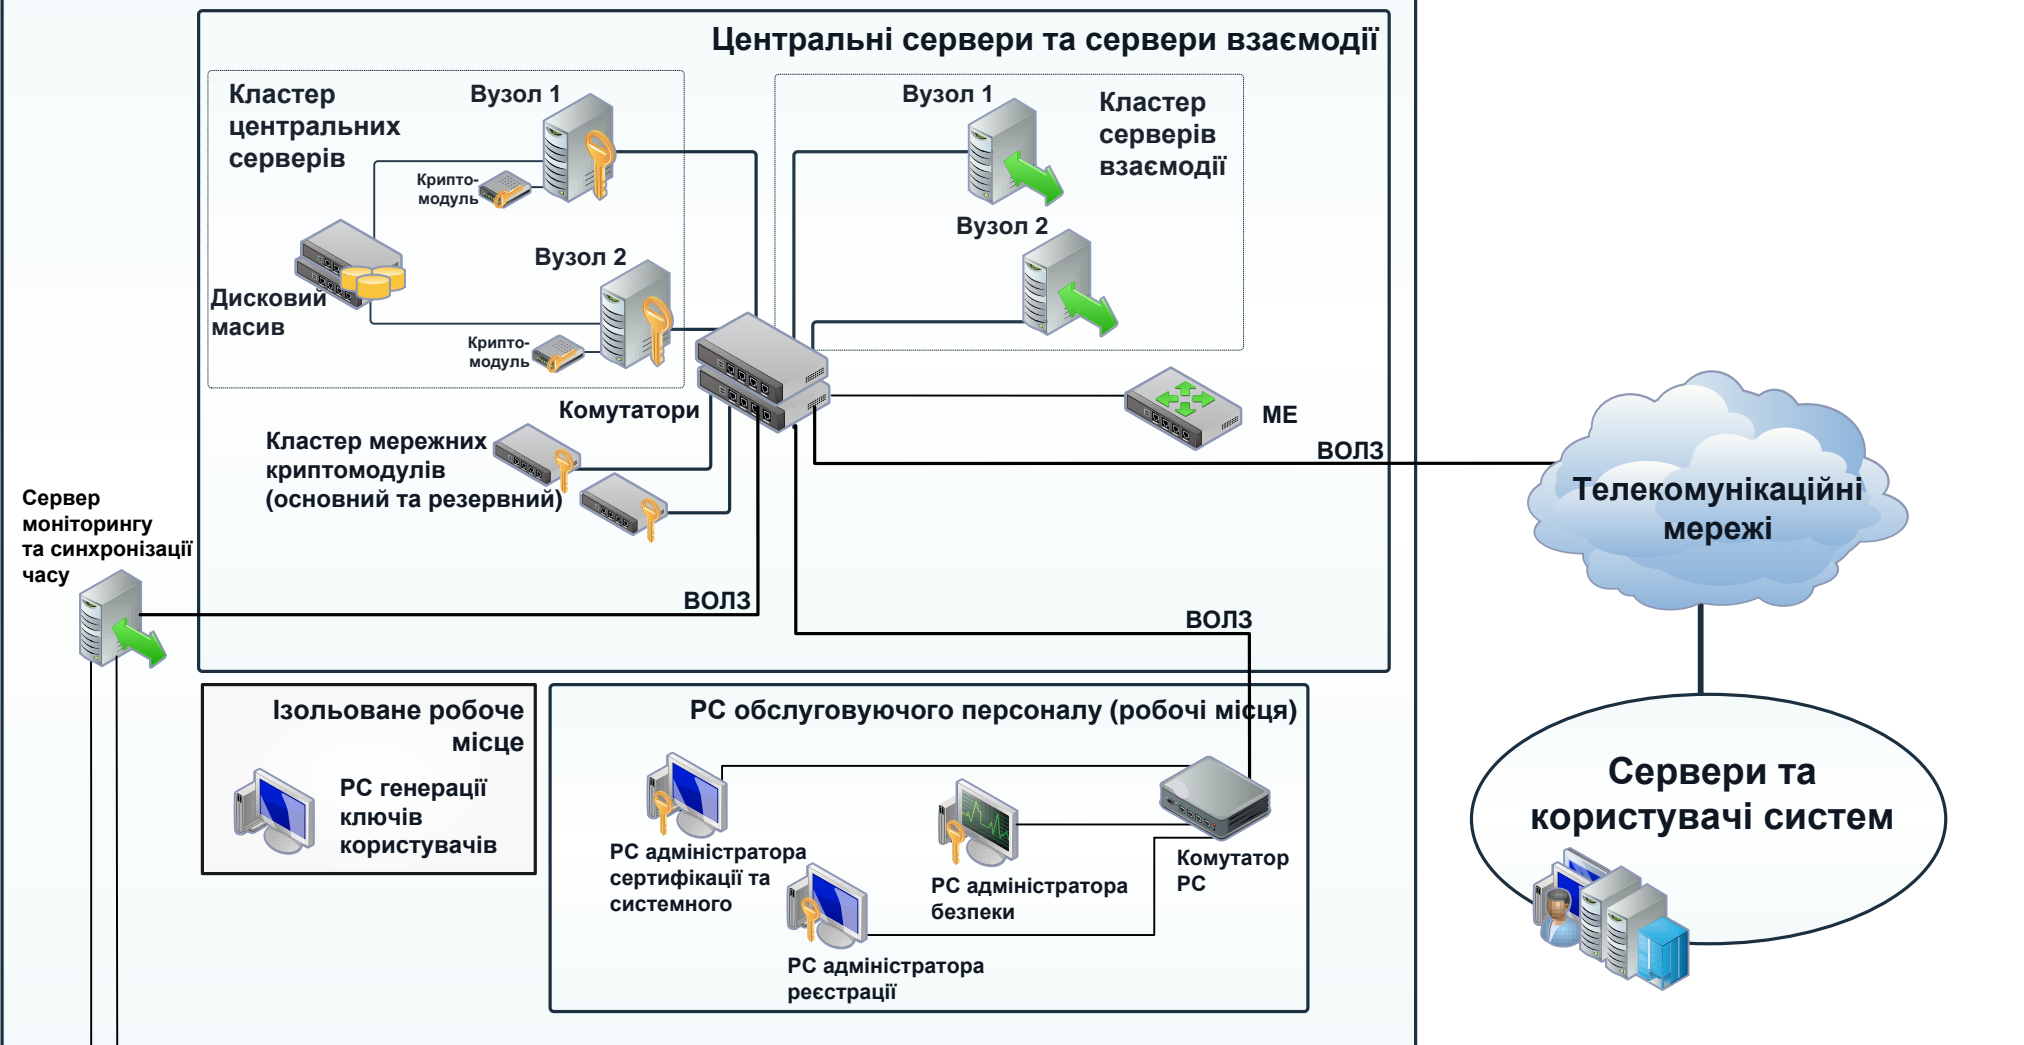 Центральні сервери та сервери взаємодії
Кластер
центральних
серверів
Вузол 1
Крипто-
модуль
Вузол 2
Дисковий
масив
Крипто-
модуль
Вузол 1
Кластер
серверів
взаємодії
Вузол 2
Комутатори
МЕ
ВОЛЗ
Кластер мережних
криптомодулів
(основний та резервний)
Сервер
моніторингу
та синхронізації
часу
ВОЛЗ
ВОЛЗ
Телекомунікаційні
мережі
Ізольоване робоче
місце
РС генерації
ключів
користувачів
РС обслуговуючого персоналу (робочі місця)
РС адміністратора
сертифікації та
системного
РС адміністратора
безпеки
Комутатор
РС
РС адміністратора
реєстрації
Сервери та
користувачі систем